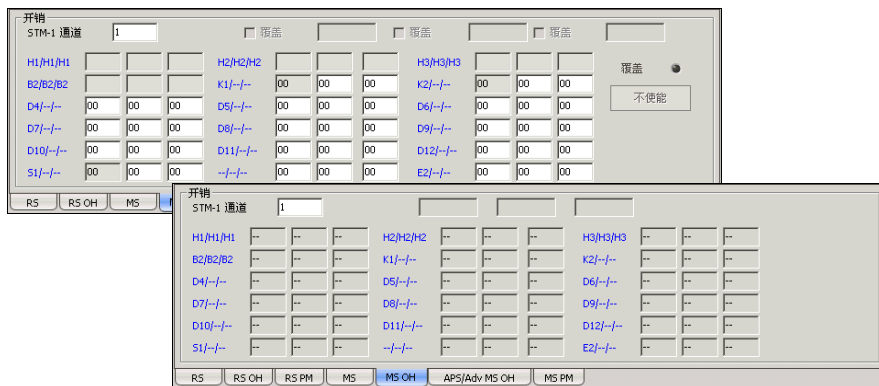 开销
STM-1 通道 1 覆盖 覆盖 覆盖
H1/H1/H1 H2/H2/H2 H3/H3/H3 覆盖
B2/B2/B2 K1/--/-- 00 00 00 K2/--/-- 00 00 00
不使能
D4/--/-- 00 00 00 D5/--/-- 00 00 00 D6/--/-- 00 00 00
D7/--/-- 00 00 00 D8/--/-- 00 00 00 D9/--/-- 00 00 00
D10/--/-- 00 00 00 D11/--/-- 00 00 00 D12/--/-- 00 00 00
S1/--/-- 00 00 00 --/--/-- 00 00 00 E2/--/-- 00 00 00
RS RS OH MS
开销
STM-1 通道 1
H1/H1/H1 -- -- -- H2/H2/H2 -- -- -- H3/H3/H3 -- -- --
B2/B2/B2 -- -- -- K1/--/-- -- -- -- K2/--/-- -- -- --
D4/--/-- -- -- -- D5/--/-- -- -- -- D6/--/-- -- -- --
D7/--/-- -- -- -- D8/--/-- -- -- -- D9/--/-- -- -- --
D10/--/-- -- -- -- D11/--/-- -- -- -- D12/--/-- -- -- --
S1/--/-- -- -- -- --/--/-- -- -- -- E2/--/-- -- -- --
RS RS OH RS PM MS MS OH APS/Adv MS OH MS PM